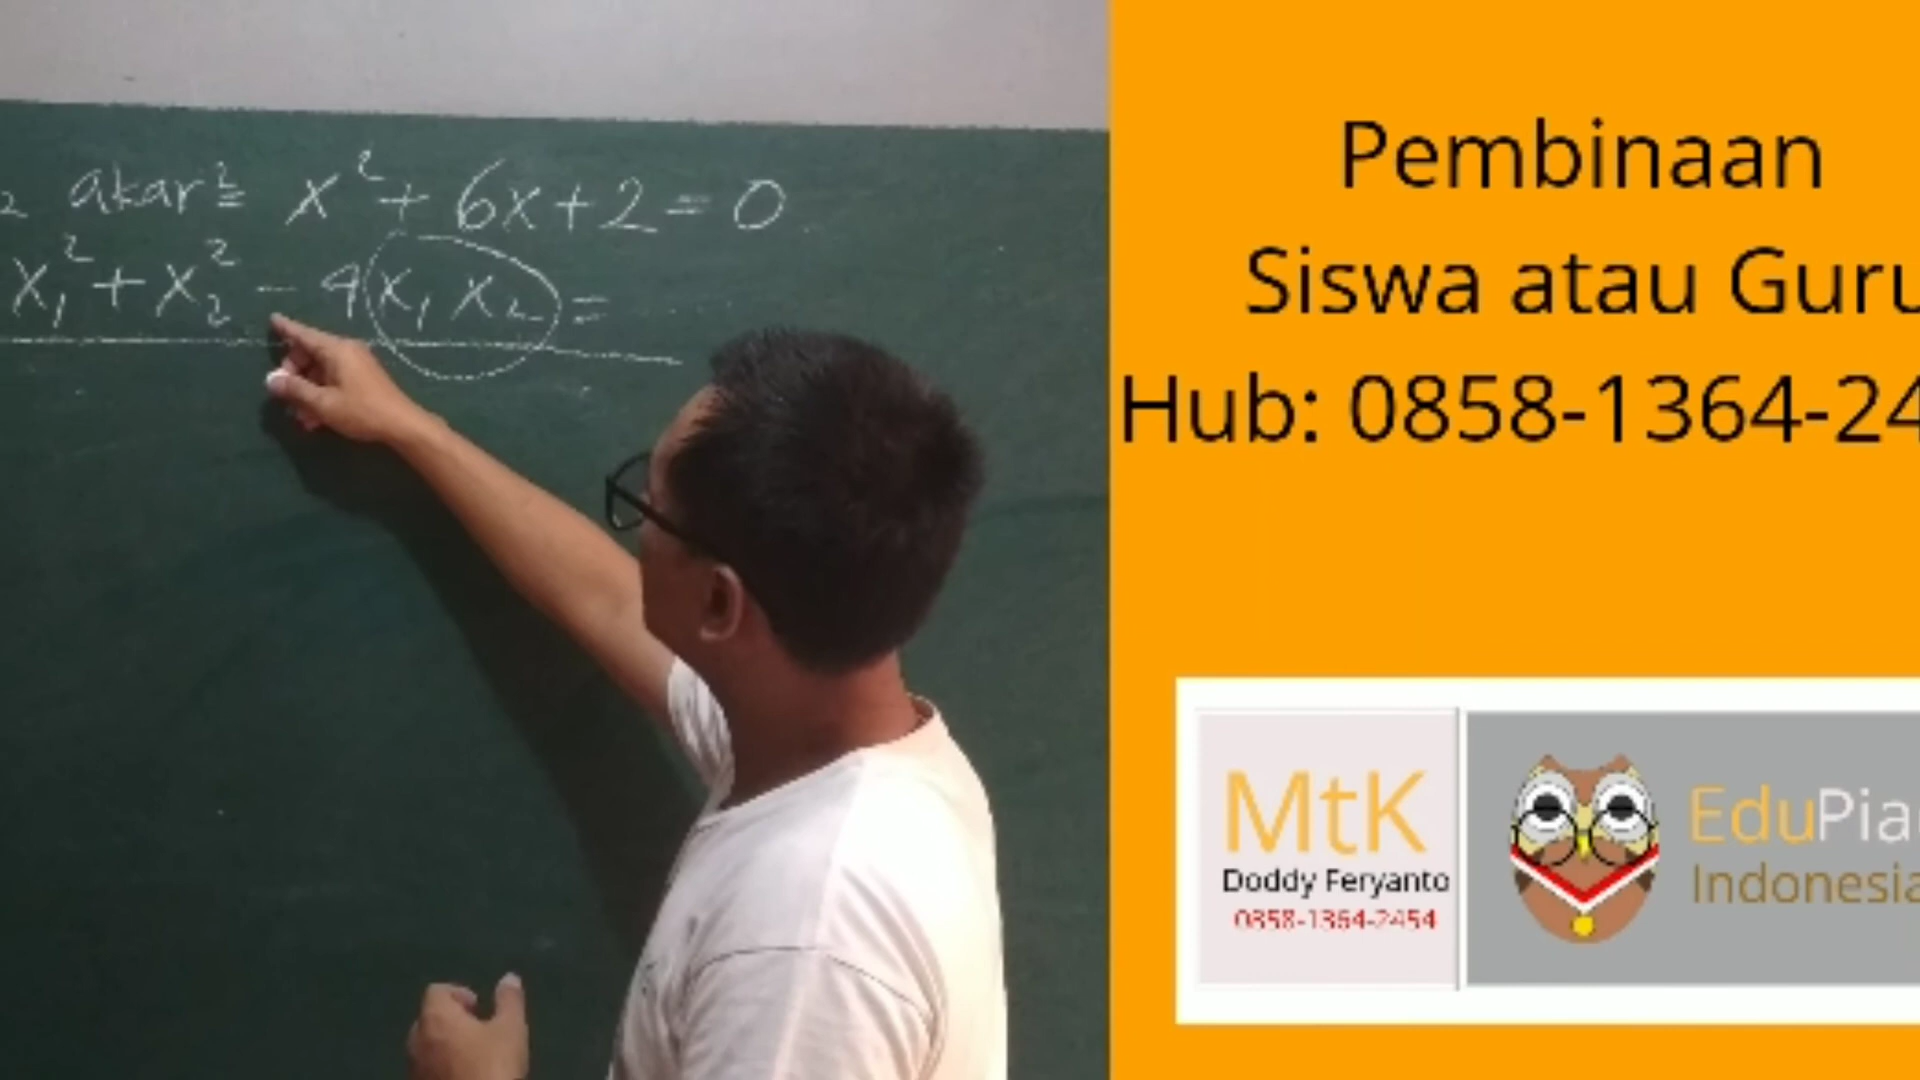 2 akar² x² + 6x + 2 = 0
x₁² + x₂² - 4(x₁ x₂ =
Pembinaan
Siswa atau Guru
Hub: 0858-1364-24
MtK
Doddy Feryanto
0858-1364-2454
EduPia
Indonesia